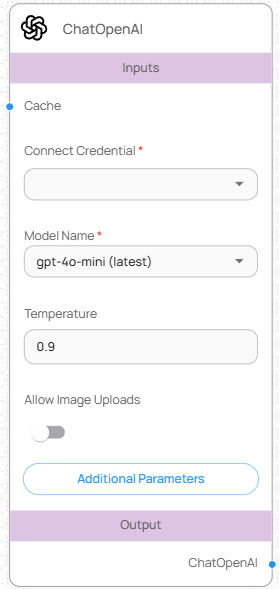 ChatOpenAI
Inputs
Cache
Connect Credential *
Model Name *
gpt-4o-mini (latest)
Temperature
0.9
Allow Image Uploads
Additional Parameters
Output
ChatOpenAI